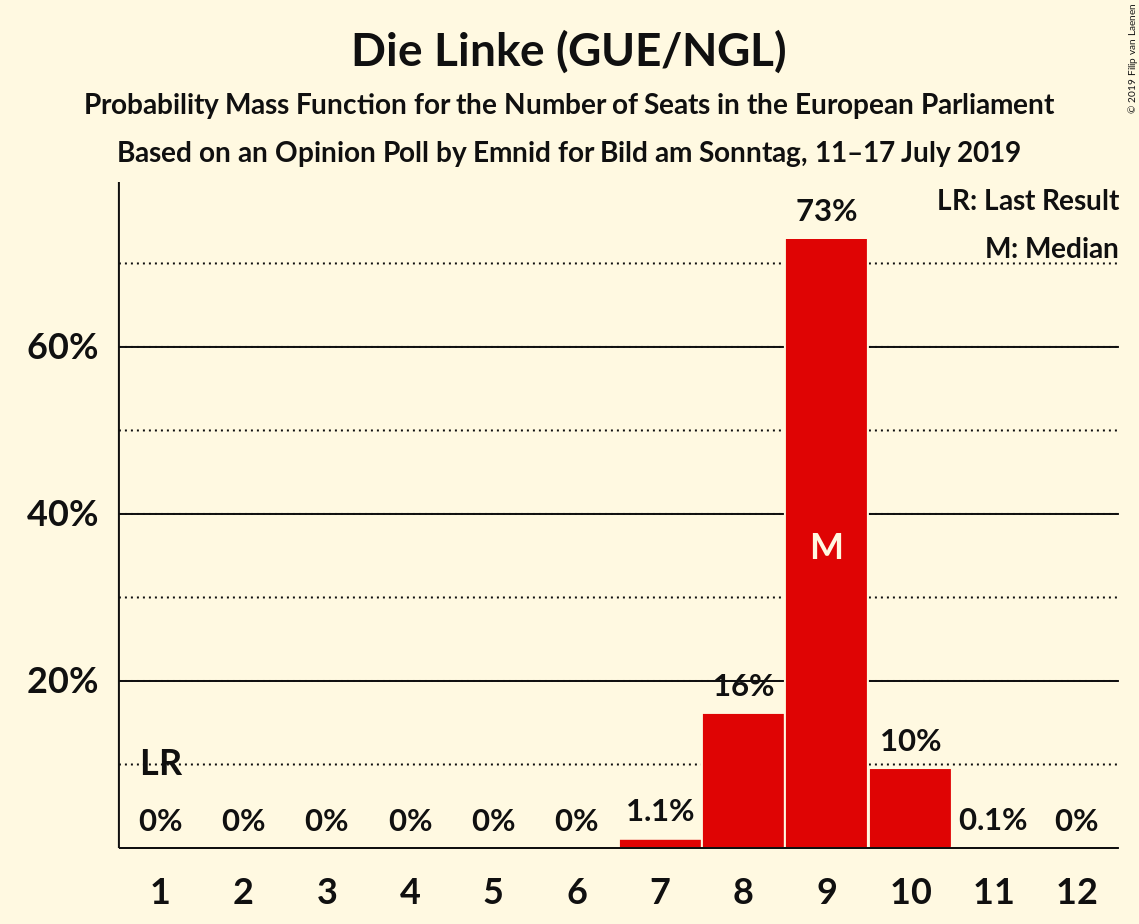 Die Linke (GUE/NGL)
Probability Mass Function for the Number of Seats in the European Parliament
Based on an Opinion Poll by Emnid for Bild am Sonntag, 11–17 July 2019
© 2019 Filip van Laenen
LR: Last Result
M: Median
73%
60%
40%
M
20%
16%
10%
LR
0% 0% 0% 0% 0% 0% 1.1% 0.1% 0%
1 2 3 4 5 6 7 8 9 10 11 12